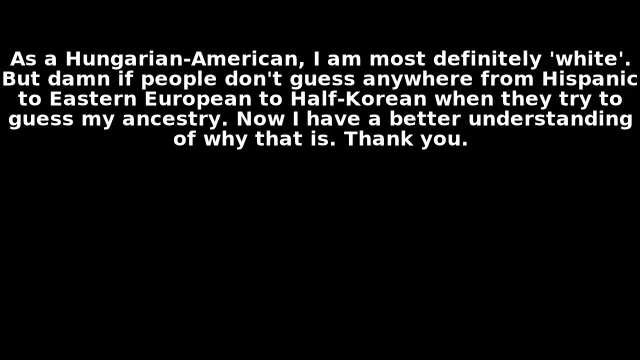 As a Hungarian-American, I am most definitely 'white'.
But damn if people don't guess anywhere from Hispanic
to Eastern European to Half-Korean when they try to
guess my ancestry. Now I have a better understanding
of why that is. Thank you.